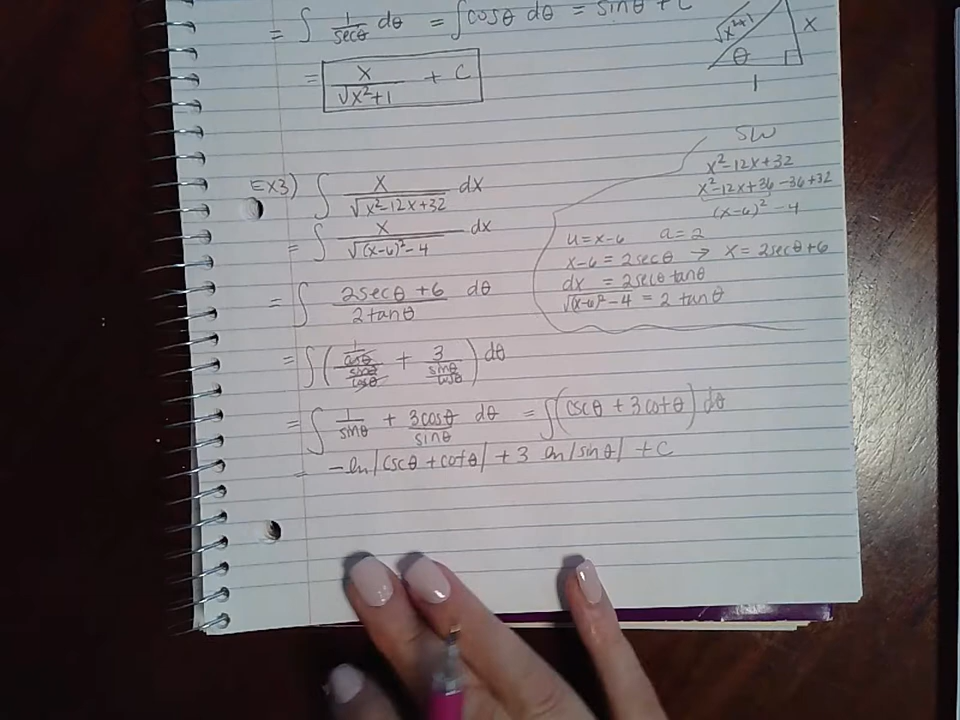 = ∫ 1/secθ dθ = ∫cosθ dθ = sinθ + C
√x²+1 x
θ
= x/√x²+1 + C
1
SW
x²-12x+32
EX3) ∫ x/√x²-12x+32 dx
x²-12x+36-36+32
(x-6)²-4
= ∫ x/√(x-6)²-4 dx
u=x-6 a=2
x-6=2secθ → x=2secθ+6
dx = 2secθ tanθ
√(x-6)²-4 = 2 tanθ
= ∫ 2secθ+6/2tanθ dθ
= ∫(1/cosθ/sinθ/cosθ + 3/sinθ/cosθ) dθ
= ∫ 1/sinθ + 3cosθ/sinθ dθ = ∫(cscθ + 3cotθ) dθ
= -ln|cscθ+cotθ| + 3 ln|sinθ| + C